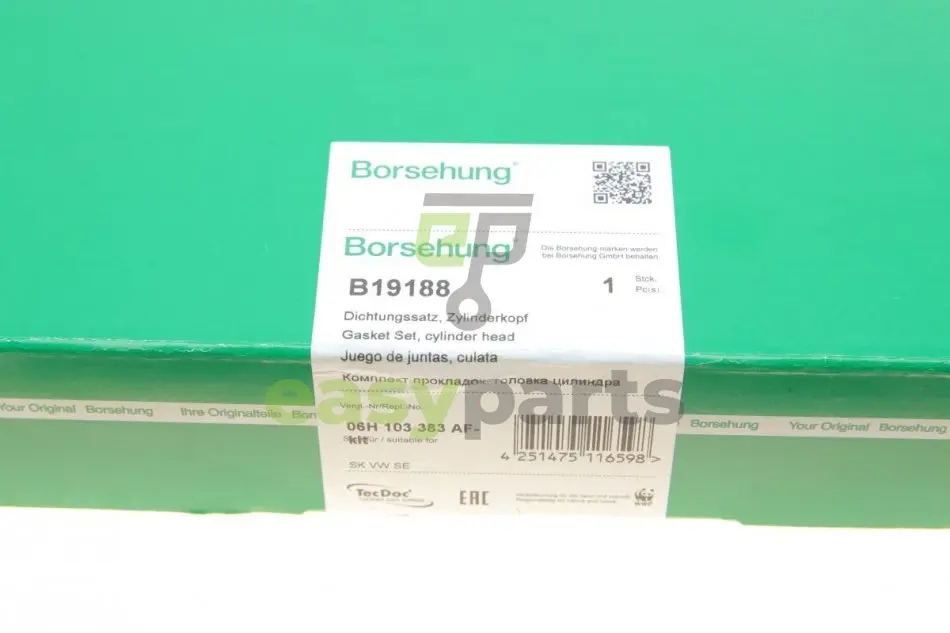 Borsehung®
Borsehung®
Die Borsehung-marken werden
bei Borsehung GmbH behalten.
B19188
1 Stck.
Pc(s)
Dichtungssatz, Zylinderkopf
Gasket Set, cylinder head
Juego de juntas, culata
Комплект прокладок, головка цилиндра
easyparts
Your Original Borsehung Ihre Originalteile Bor
Borsehung Your Original Borsehung
Vergl.-Nr/Repl.-No.
06H 103 383 AF-
kit
für / suitable for
SK VW SE
4 251475 116598 >
TecDoc
EAC
WWF